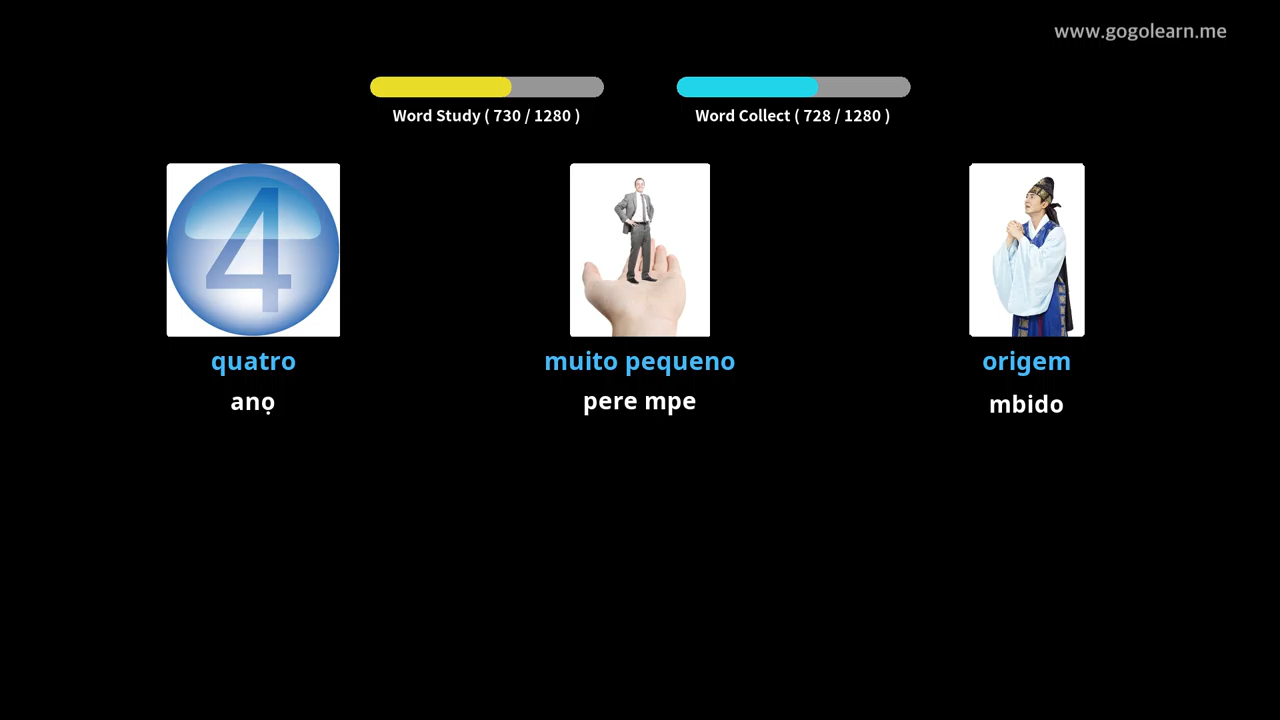 www.gogolearn.me
Word Study ( 730 / 1280 )
Word Collect ( 728 / 1280 )
4
quatro
muito pequeno
origem
anọ
pere mpe
mbido